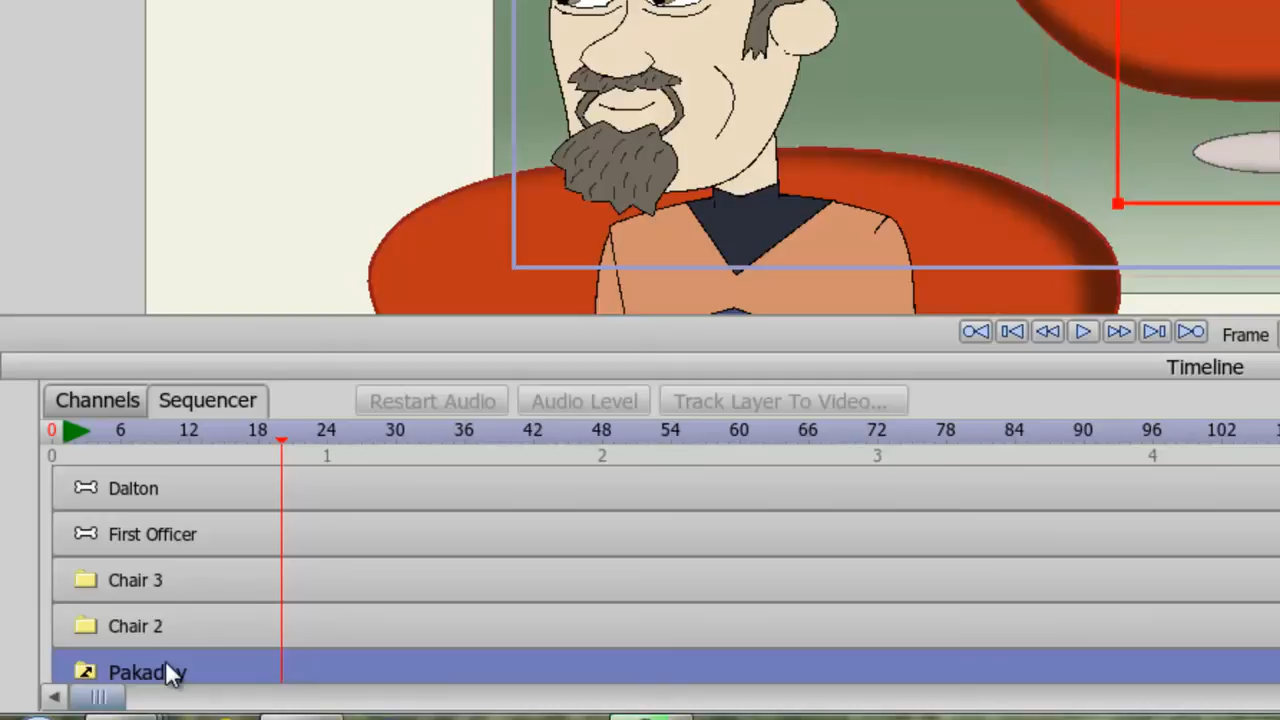 Frame
Timeline
Channels Sequencer Restart Audio Audio Level Track Layer To Video...
0 6 12 18 24 30 36 42 48 54 60 66 72 78 84 90 96 102
0 1 2 3 4
Dalton
First Officer
Chair 3
Chair 2